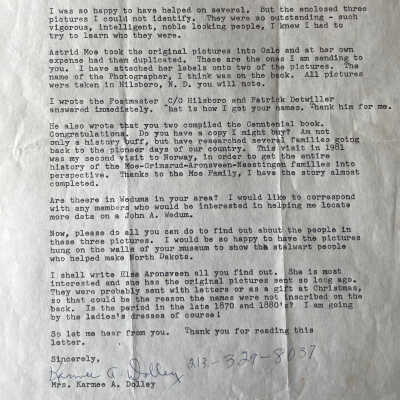 I was so happy to have helped on several. But the enclosed three
pictures I could not identify. They were so outstanding - such
vigorous, intelligent, noble looking people, I knew I had to
try to learn who they were.
Astrid Moe took the original pictures into Oslo and at her own
expense had them duplicated. These are the ones I am sending to
you. I have attached her labels onto two of the pictures. The
name of the Photographer, I think was on the back. All pictures
were taken in Hilsboro, N. D. you will note.
I wrote the Postmaster C/O Hilsboro and Patrick Detwiller
answered immediately. That is how I got your names, Thank him for me.
He also wrote that you two compiled the Cenntenial book.
Congratulations. Do you have a copy I might buy? Am not
only a history buff, but have researched several families going
back to the pioneer days of our country. This visit in 1981
was my second visit to Norway, in order to get the entire
history of the Moe-Grimsrud-Aronsveen-Naastingem families into
perspective. Thanks to the Moe Family, I have the story almost
completed.
Are theere in Wedums in your area? I would like to correspond
with any members who would be interested in helping me locate
more data on a John A. Wedum.
Now, please do all you can do to find out about the people in
these three pictures. I would be so happy to have the pictures
hung on the walls of your museum to show the stalwart people
who helped make North Dakota.
I shall write Else Aronsveen all you find out. She is most
interested and she has the original pictures sent so long ago.
They were probably sent with letters or as a gift at Christmas,
so that could be the reason the names were not inscribed on the
back. Is the period in the late 1870 and 1880's? I am going
by the ladies's dresses of course!
So let me hear from you. Thank you for reading this
letter.
Sincerely,
Karmee A Dolley 213-329-8037
Mrs. Karmee A. Dolley